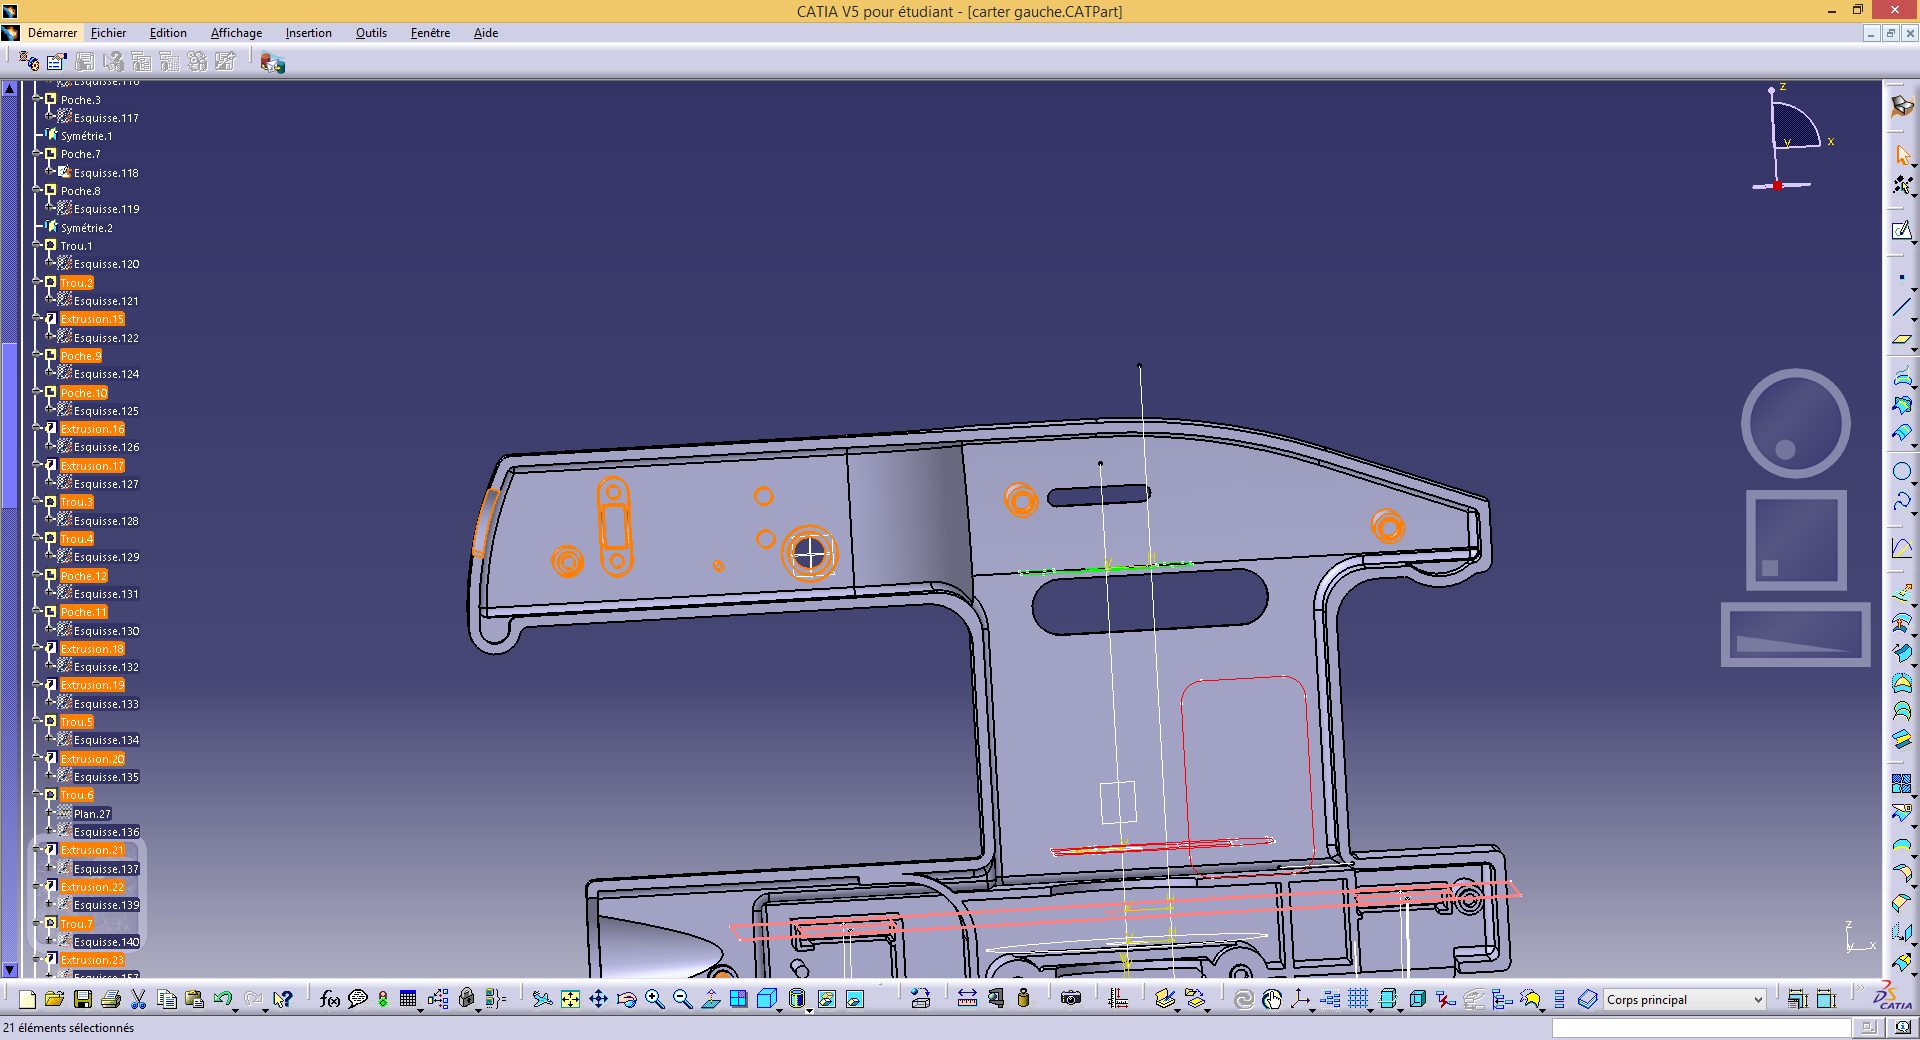 CATIA V5 pour étudiant - [carter gauche.CATPart]
Démarrer Fichier Edition Affichage Insertion Outils Fenêtre Aide
Poche.3
Esquisse.117
Symétrie.1
Poche.7
Esquisse.118
Poche.8
Esquisse.119
Symétrie.2
Trou.1
Esquisse.120
Trou.2
Esquisse.121
Extrusion.15
Esquisse.122
Poche.9
Esquisse.124
Poche.10
Esquisse.125
Extrusion.16
Esquisse.126
Extrusion.17
Esquisse.127
Trou.3
Esquisse.128
Trou.4
Esquisse.129
Poche.12
Esquisse.131
Poche.11
Esquisse.130
Extrusion.18
Esquisse.132
Extrusion.19
Esquisse.133
Trou.5
Esquisse.134
Extrusion.20
Esquisse.135
Trou.6
Plan.27
Esquisse.136
Extrusion.21
Esquisse.137
Extrusion.22
Esquisse.139
Trou.7
Esquisse.140
Extrusion.23
z
y x
z
y x
f(x)
Corps principal
CATIA
21 éléments sélectionnés